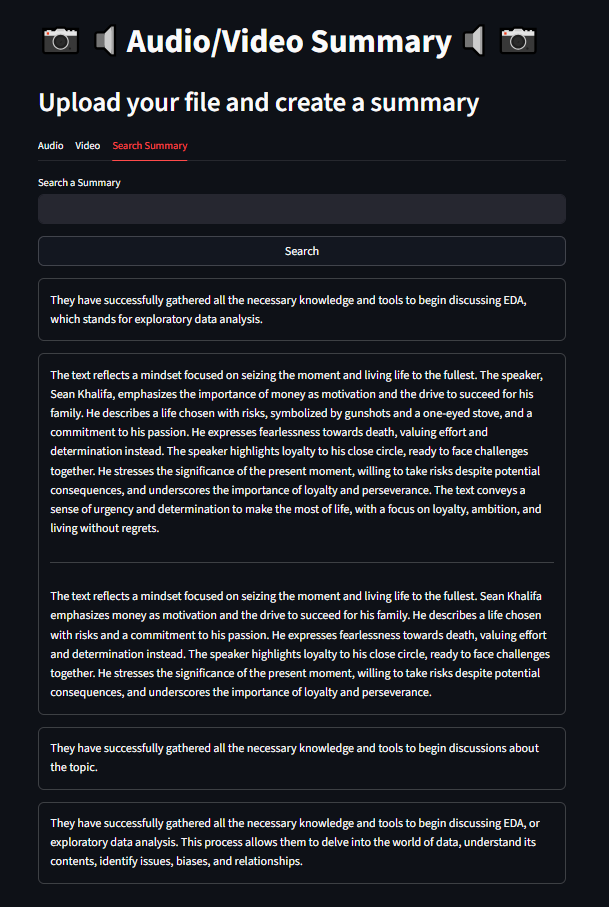 Audio/Video Summary
Upload your file and create a summary
Audio Video Search Summary
Search a Summary
Search
They have successfully gathered all the necessary knowledge and tools to begin discussing EDA,
which stands for exploratory data analysis.
The text reflects a mindset focused on seizing the moment and living life to the fullest. The speaker,
Sean Khalifa, emphasizes the importance of money as motivation and the drive to succeed for his
family. He describes a life chosen with risks, symbolized by gunshots and a one-eyed stove, and a
commitment to his passion. He expresses fearlessness towards death, valuing effort and
determination instead. The speaker highlights loyalty to his close circle, ready to face challenges
together. He stresses the significance of the present moment, willing to take risks despite potential
consequences, and underscores the importance of loyalty and perseverance. The text conveys a
sense of urgency and determination to make the most of life, with a focus on loyalty, ambition, and
living without regrets.
The text reflects a mindset focused on seizing the moment and living life to the fullest. Sean Khalifa
emphasizes money as motivation and the drive to succeed for his family. He describes a life chosen
with risks and a commitment to his passion. He expresses fearlessness towards death, valuing effort
and determination instead. The speaker highlights loyalty to his close circle, ready to face challenges
together. He stresses the significance of the present moment, willing to take risks despite potential
consequences, and underscores the importance of loyalty and perseverance.
They have successfully gathered all the necessary knowledge and tools to begin discussions about
the topic.
They have successfully gathered all the necessary knowledge and tools to begin discussing EDA, or
exploratory data analysis. This process allows them to delve into the world of data, understand its
contents, identify issues, biases, and relationships.